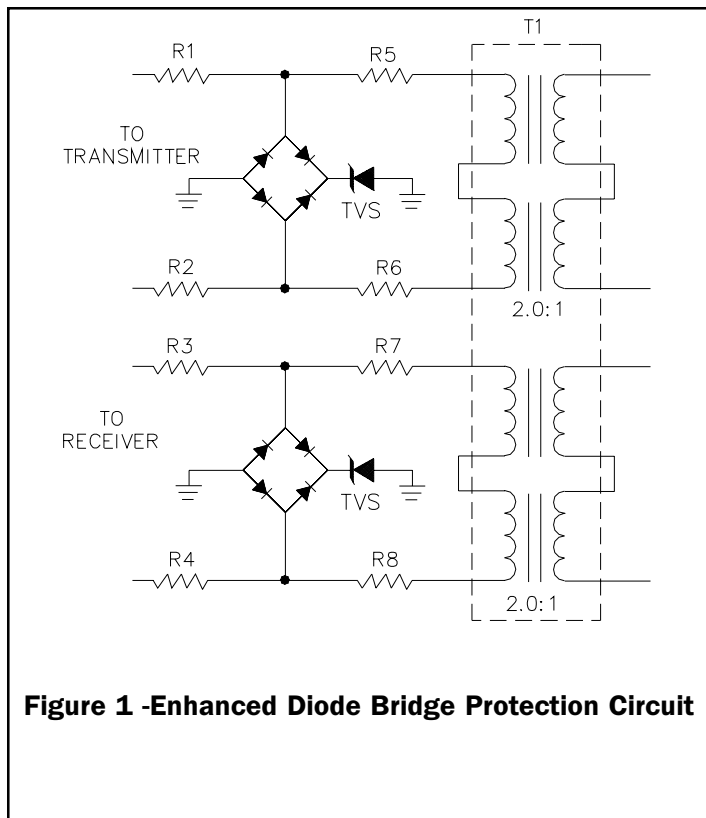 T1
R1
R5
TO
TRANSMITTER
TVS
R2
R6
2.0:1
R3
R7
TO
RECEIVER
TVS
R4
R8
2.0:1
Figure 1 -Enhanced Diode Bridge Protection Circuit